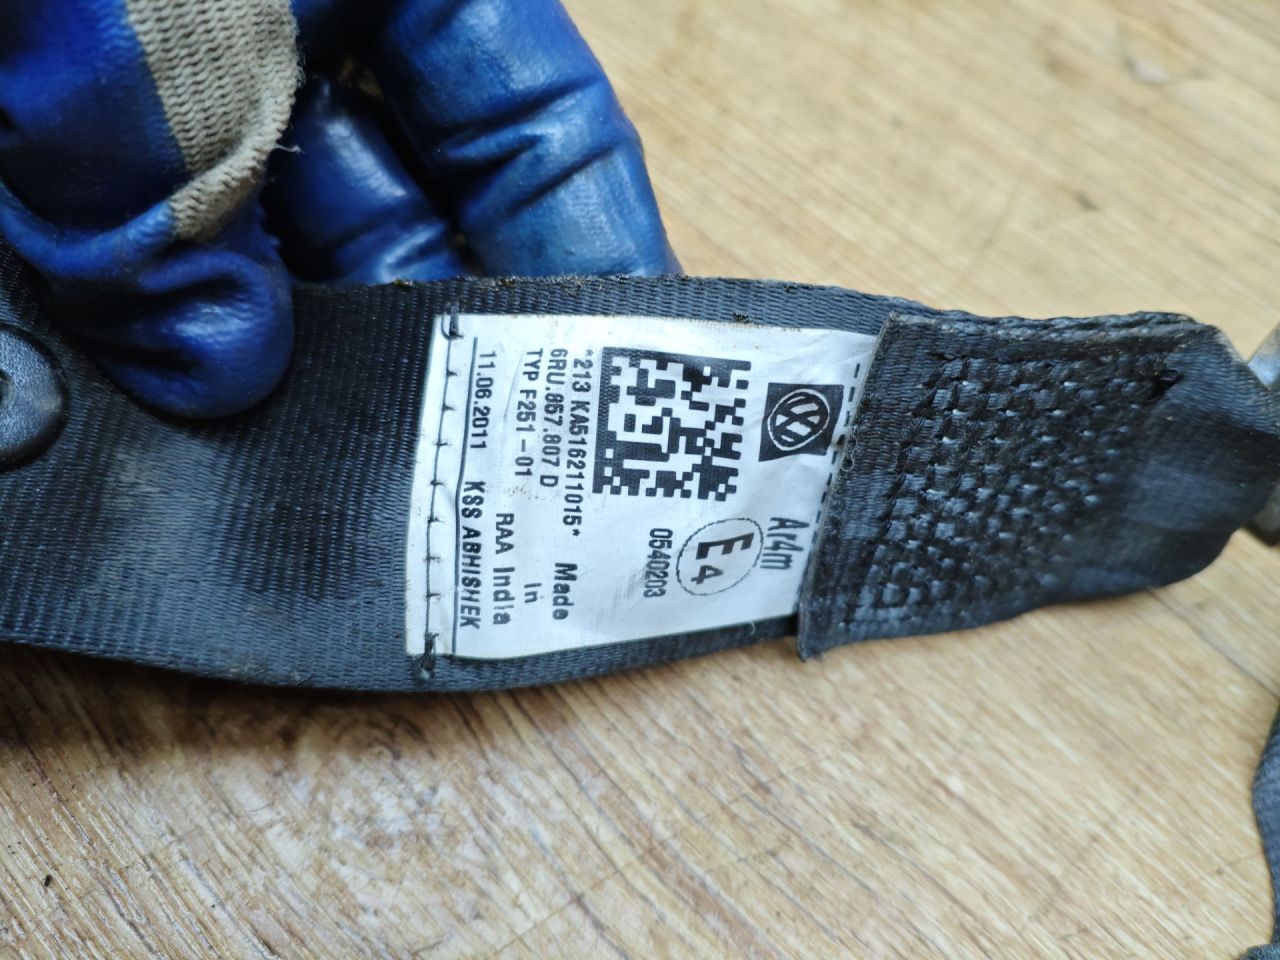 Ar4m
E4
0540203
*213 KA516211015* Made
6RU.857.807 D in
TYP F251-01 RAA India
11.06.2011 KSS ABHISHEK